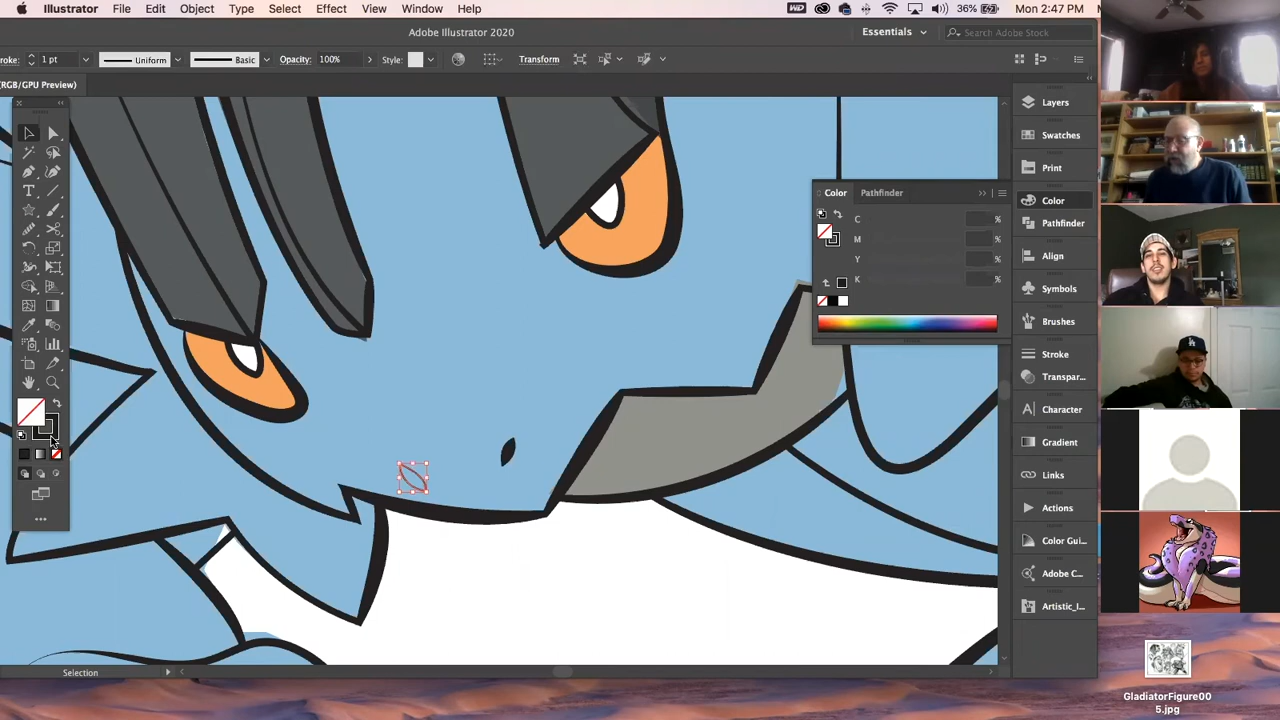 Illustrator File Edit Object Type Select Effect View Window Help 36% Mon 2:47 PM
Adobe Illustrator 2020
Essentials Search Adobe Stock
oke: 1 pt Uniform Basic Opacity: 100% Style: Transform
(RGB/GPU Preview)
Color Pathfinder
C %
M %
Y %
K %
Layers
Swatches
Print
Color
Pathfinder
Align
Symbols
Brushes
Stroke
Transpar...
Character
Gradient
Links
Actions
Color Gui...
Adobe C...
Artistic_I...
Selection
GladiatorFigure00
5.jpg